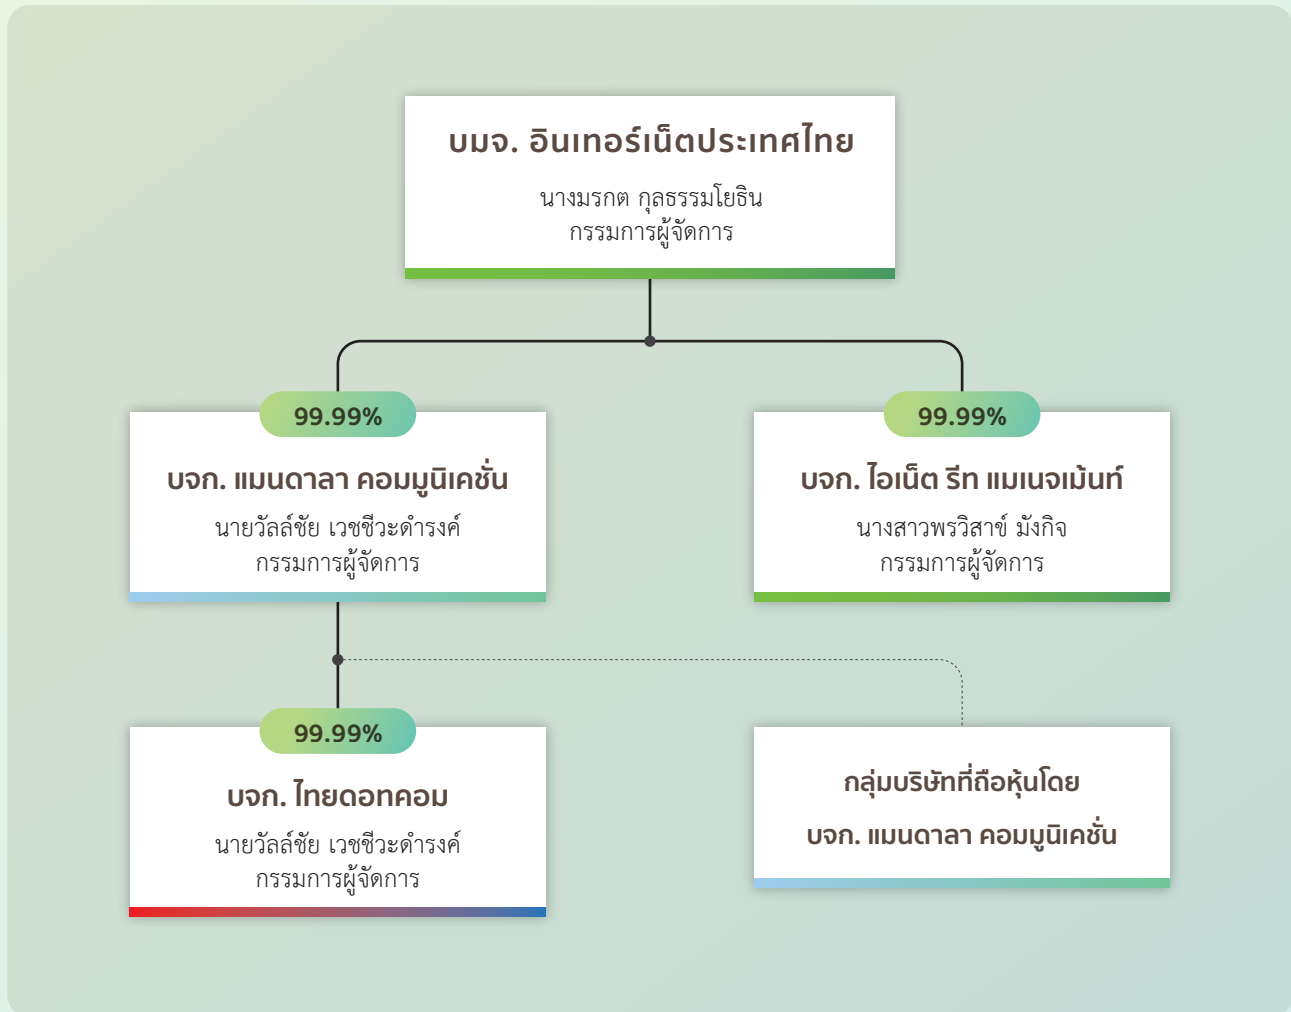 บมจ. อินเทอร์เน็ตประเทศไทย
นางมรกต กุลธรรมโยธิน
กรรมการผู้จัดการ
99.99%
บจก. แมนดาลา คอมมูนิเคชั่น
นายวัลล์ชัย เวชชีวะดำรงค์
กรรมการผู้จัดการ
99.99%
บจก. ไอเน็ต รีท แมเนจเม้นท์
นางสาวพรวิสาข์ มังกิจ
กรรมการผู้จัดการ
99.99%
บจก. ไทยดอทคอม
นายวัลล์ชัย เวชชีวะดำรงค์
กรรมการผู้จัดการ
กลุ่มบริษัทที่ถือหุ้นโดย
บจก. แมนดาลา คอมมูนิเคชั่น